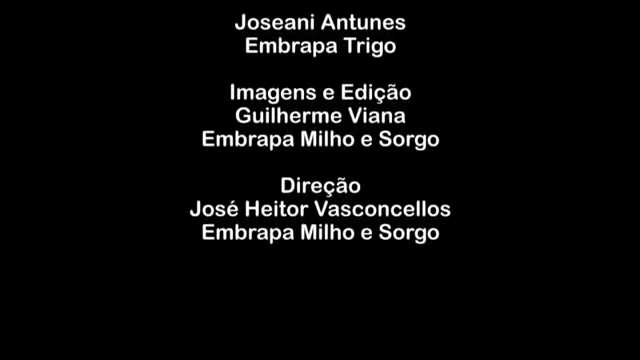 Joseani Antunes
Embrapa Trigo
Imagens e Edição
Guilherme Viana
Embrapa Milho e Sorgo
Direção
José Heitor Vasconcellos
Embrapa Milho e Sorgo